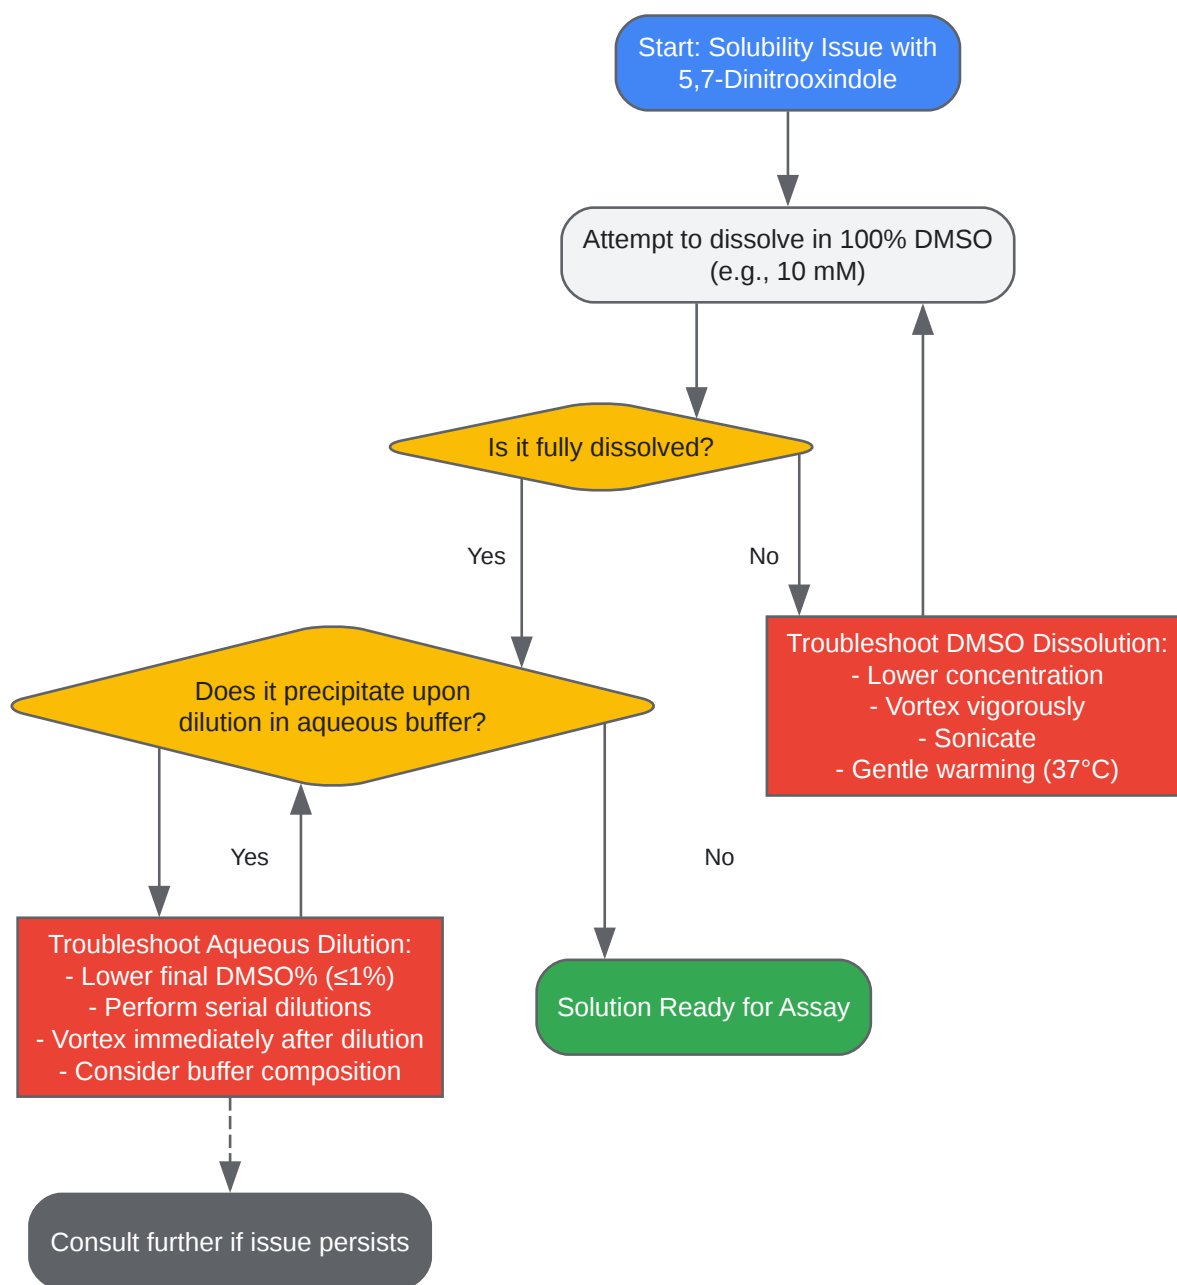 Start: Solubility Issue with
5,7-Dinitrooxindole
Attempt to dissolve in 100% DMSO
(e.g., 10 mM)
Is it fully dissolved?
Yes
No
Troubleshoot DMSO Dissolution:
- Lower concentration
- Vortex vigorously
- Sonicate
- Gentle warming (37°C)
Does it precipitate upon
dilution in aqueous buffer?
Yes
No
Troubleshoot Aqueous Dilution:
- Lower final DMSO% (≤1%)
- Perform serial dilutions
- Vortex immediately after dilution
- Consider buffer composition
Solution Ready for Assay
Consult further if issue persists